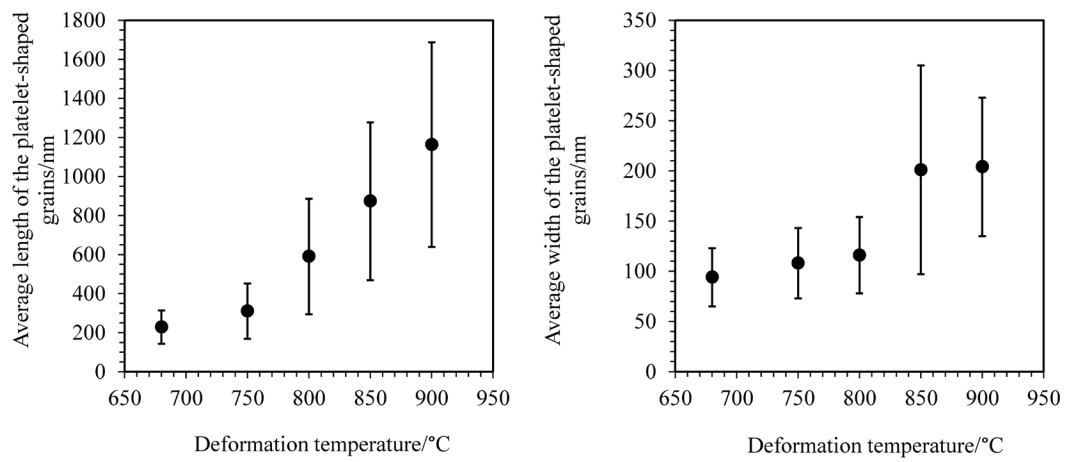 Average length of the platelet-shaped
grains/nm
1800
1600
1400
1200
1000
800
600
400
200
0
650 700 750 800 850 900 950
Deformation temperature/°C
Average width of the platelet-shaped
grains/nm
350
300
250
200
150
100
50
0
650 700 750 800 850 900 950
Deformation temperature/°C